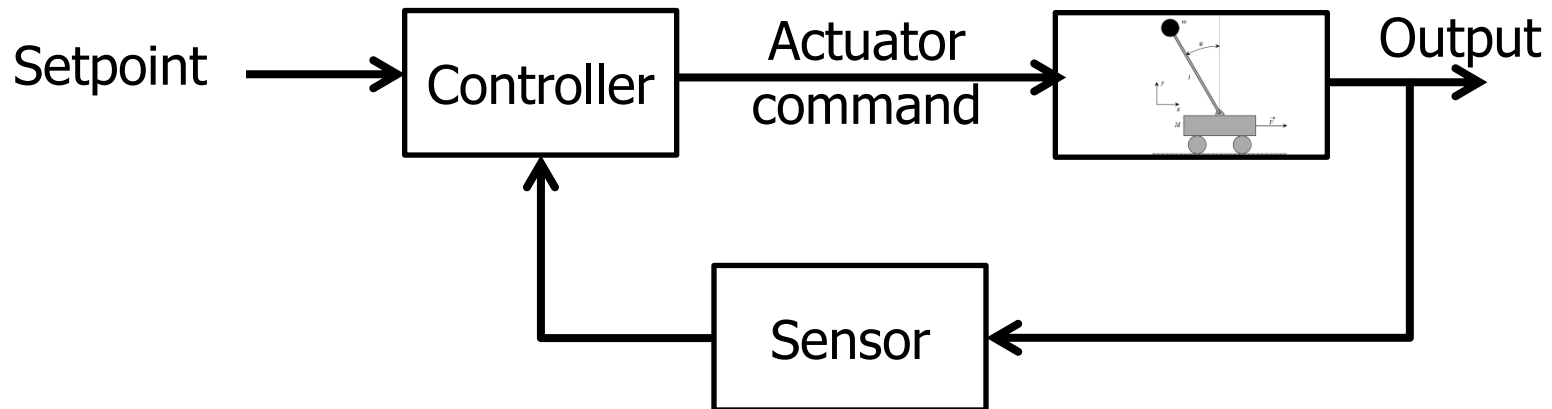 Setpoint
Controller
Actuator
command
m
θ
l
y
x
M
F
Output
Sensor